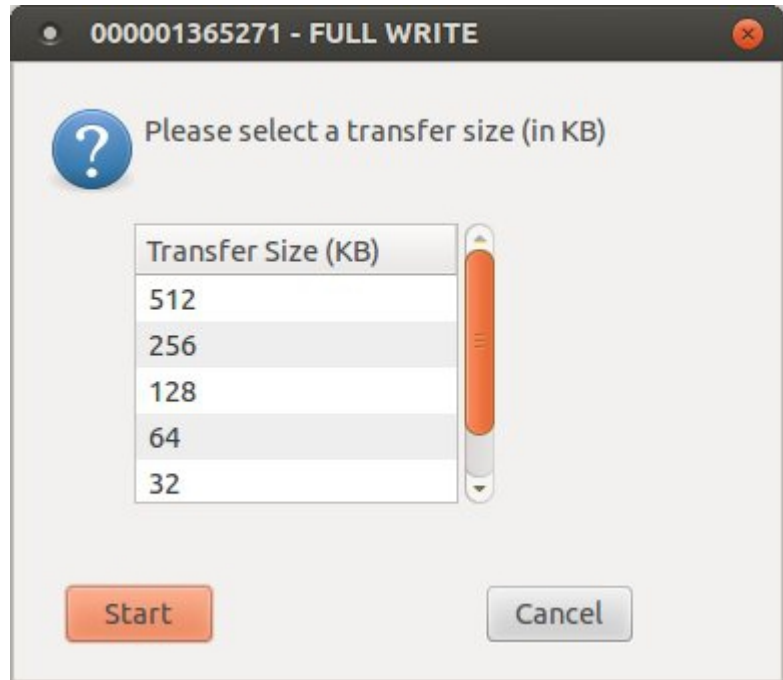 000001365271 - FULL WRITE
Please select a transfer size (in KB)
Transfer Size (KB)
512
256
128
64
32
Start
Cancel